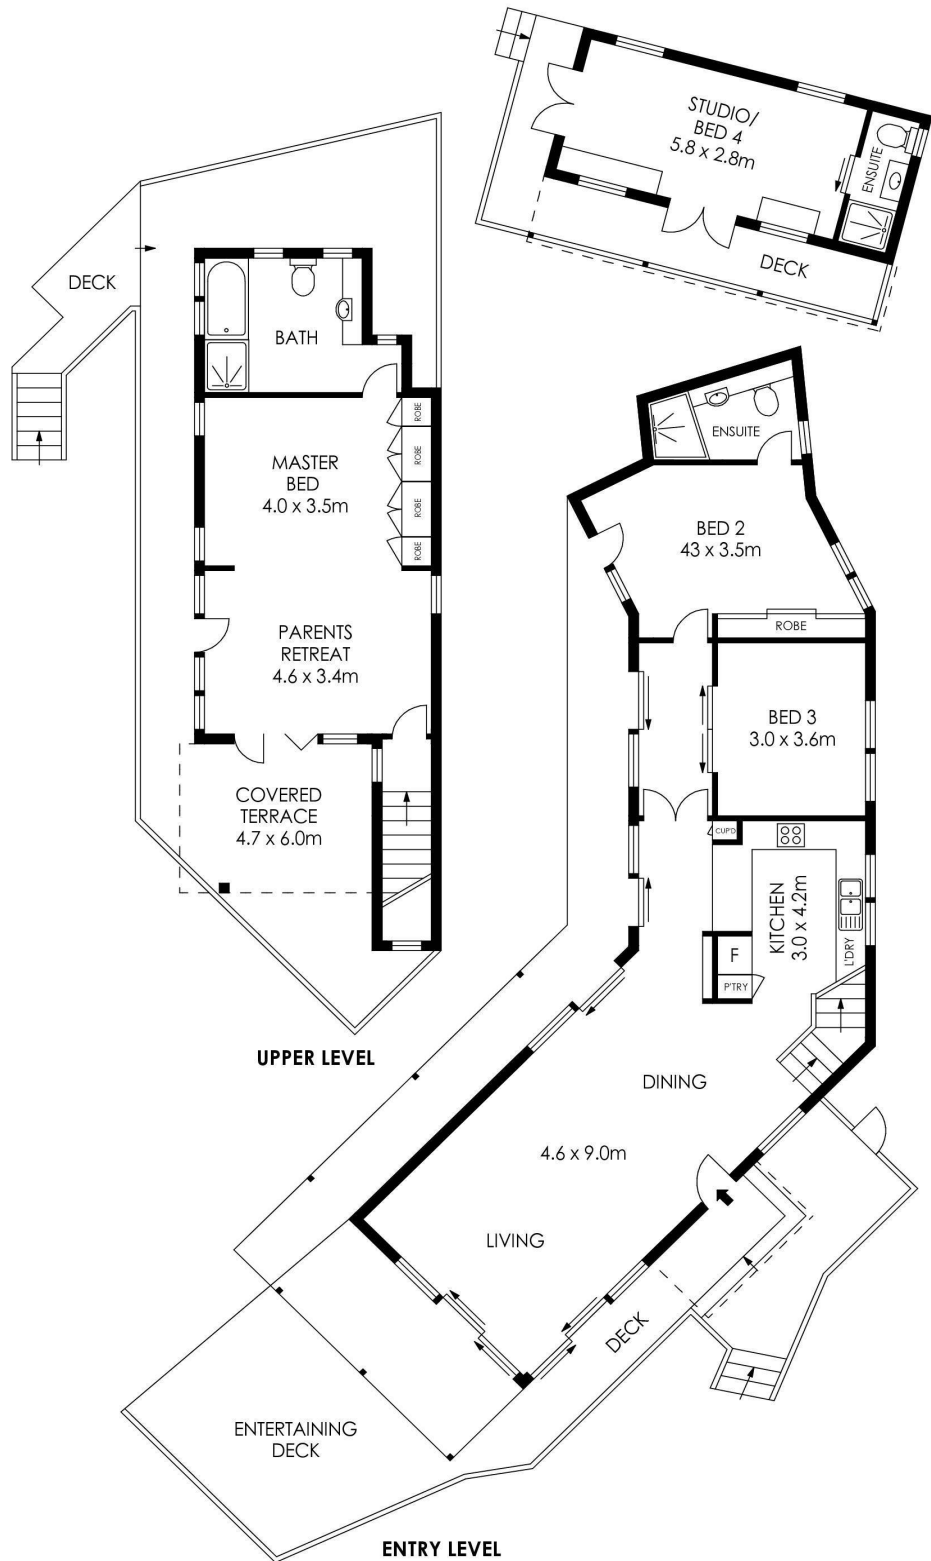 STUDIO/
BED 4
5.8 x 2.8m
ENSUITE
DECK
DECK
BATH
ROBE
ROBE
ROBE
ROBE
MASTER
BED
4.0 x 3.5m
PARENTS
RETREAT
4.6 x 3.4m
COVERED
TERRACE
4.7 x 6.0m
UPPER LEVEL
ENSUITE
BED 2
43 x 3.5m
ROBE
BED 3
3.0 x 3.6m
CUP'D
KITCHEN
3.0 x 4.2m
F
P'TRY
L'DRY
DINING
4.6 x 9.0m
LIVING
DECK
ENTERTAINING
DECK
ENTRY LEVEL